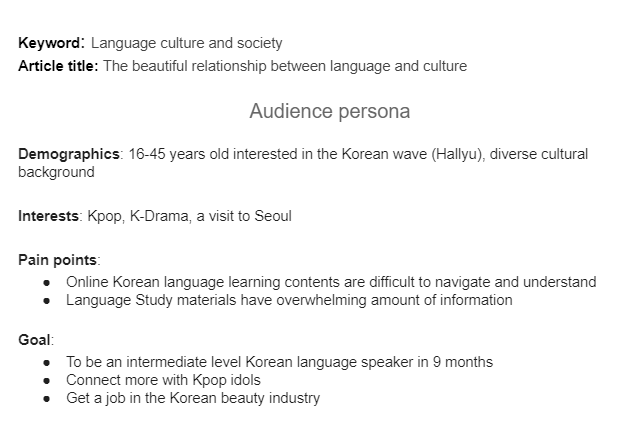 Keyword: Language culture and society
Article title: The beautiful relationship between language and culture
Audience persona
Demographics: 16-45 years old interested in the Korean wave (Hallyu), diverse cultural
background
Interests: Kpop, K-Drama, a visit to Seoul
Pain points:
● Online Korean language learning contents are difficult to navigate and understand
● Language Study materials have overwhelming amount of information
Goal:
● To be an intermediate level Korean language speaker in 9 months
● Connect more with Kpop idols
● Get a job in the Korean beauty industry